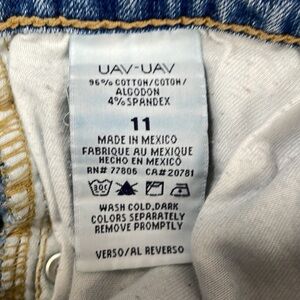 UAV-UAV
96% COTTON/COTON/
ALGODON
4% SPANDEX
11
MADE IN MEXICO
FABRIQUE AU MEXIQUE
HECHO EN MEXICO
RN# 77806 CA#20781
WASH COLD,DARK
COLORS SEPARATELY
REMOVE PROMPTLY
VERSO/AL REVERSO